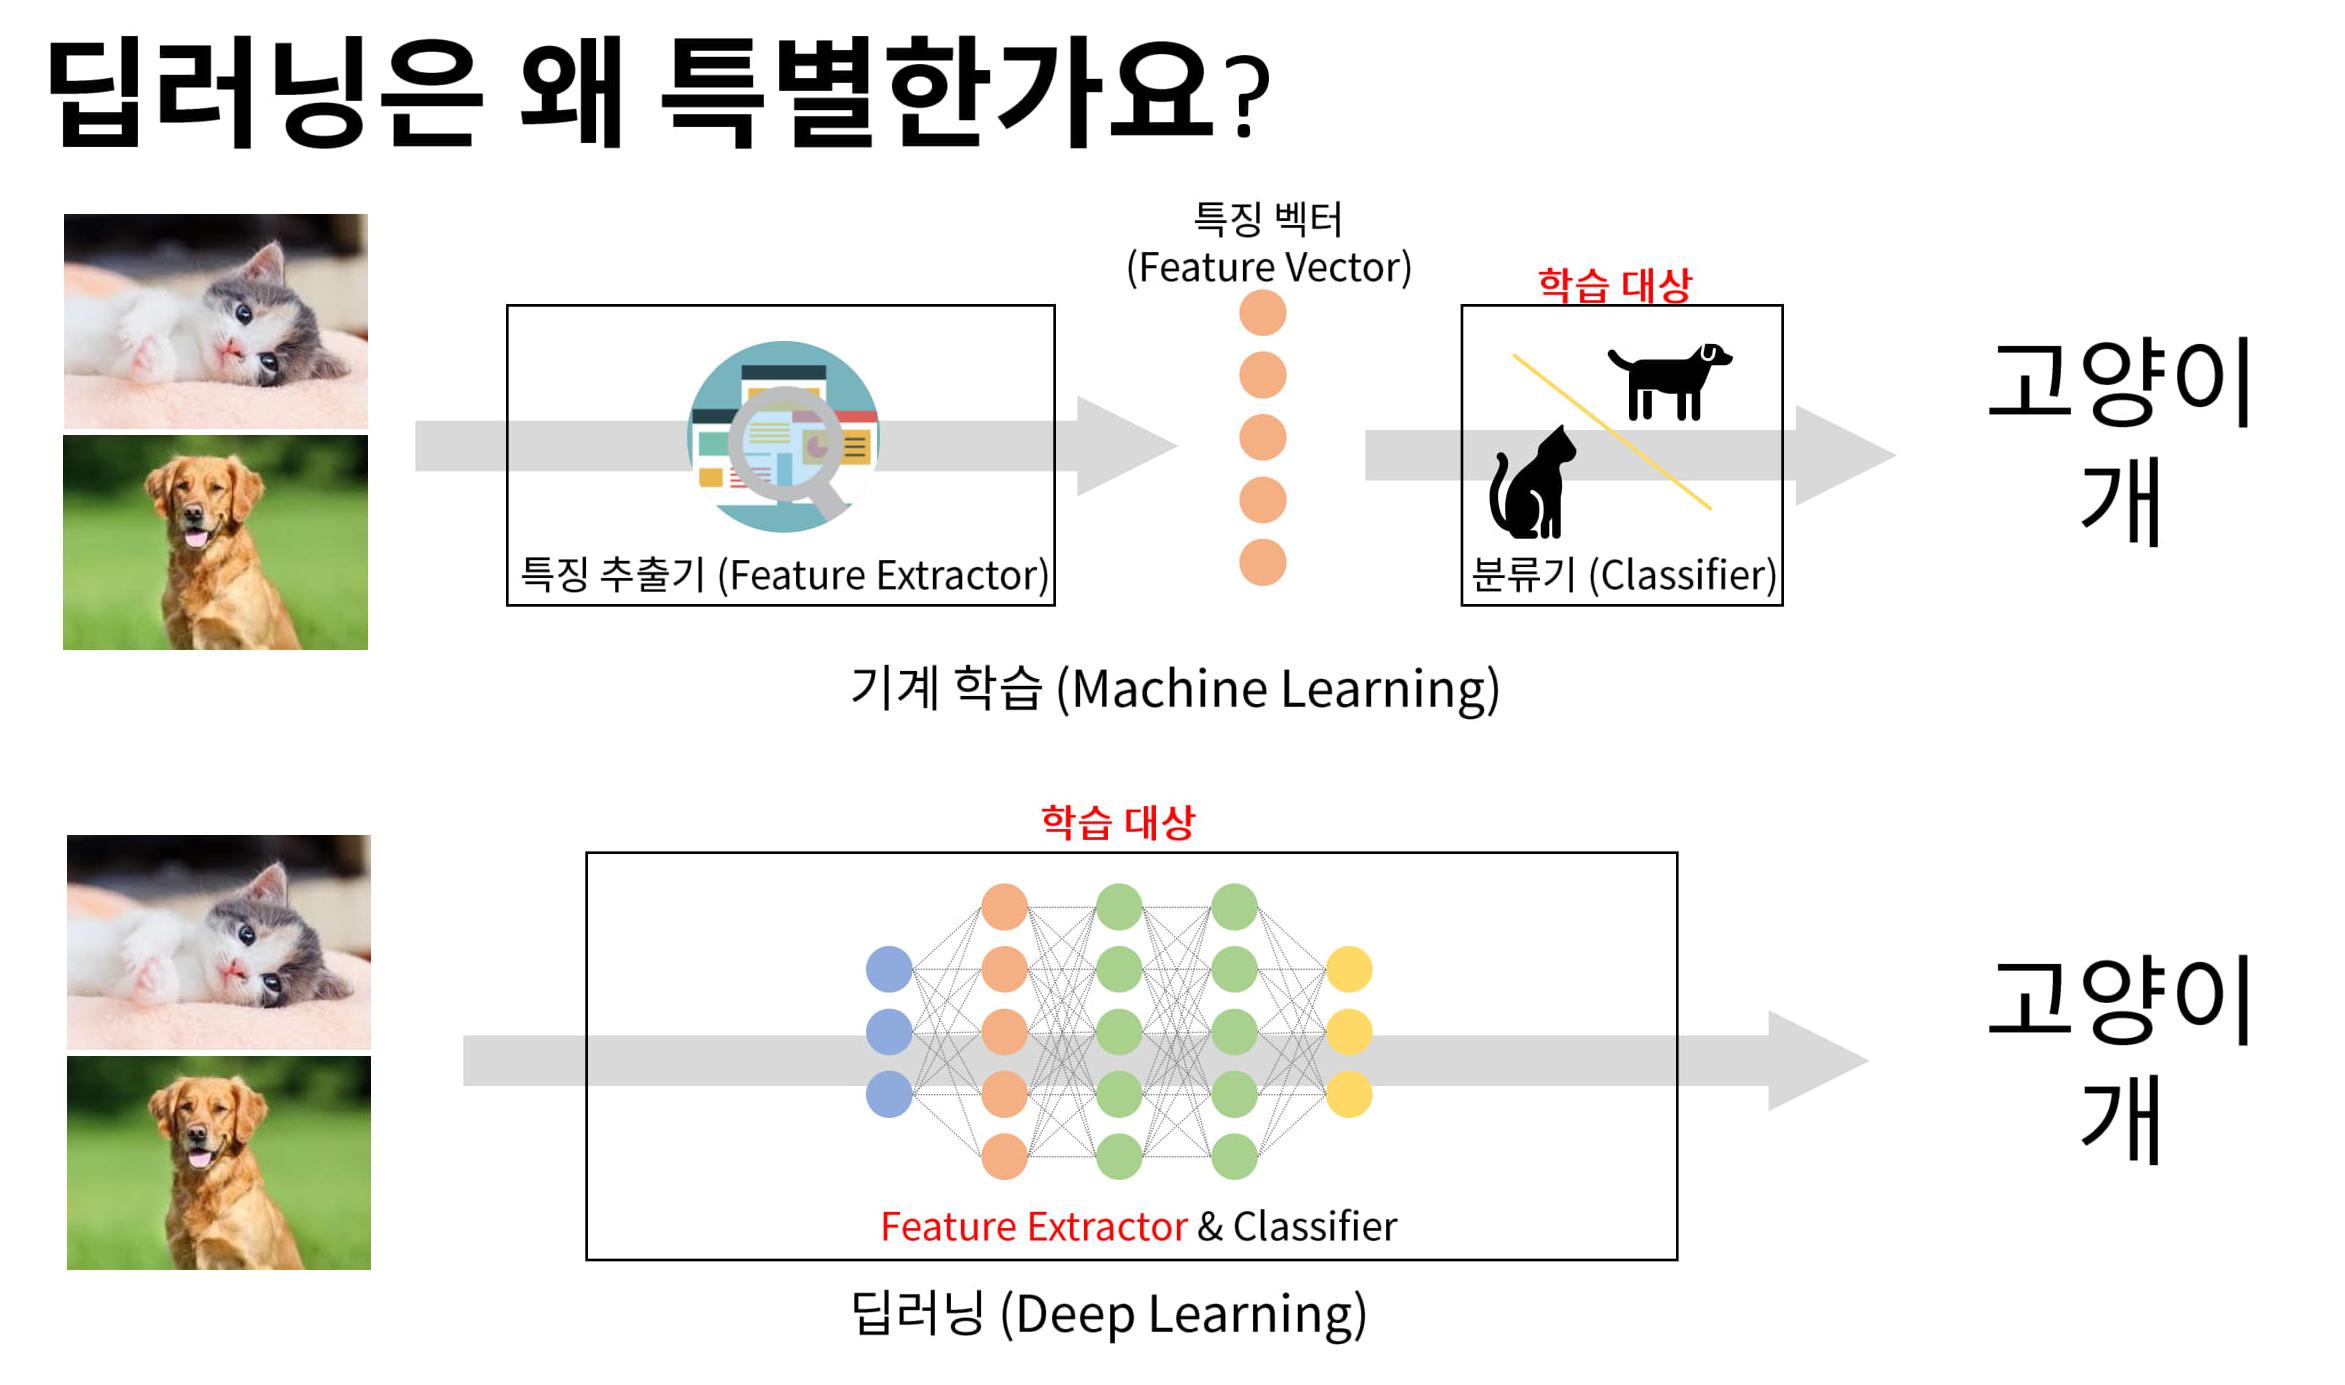 딥러닝은 왜 특별한가요?
특징 벡터
(Feature Vector)
학습 대상
특징 추출기 (Feature Extractor)
분류기 (Classifier)
고양이
개
기계 학습 (Machine Learning)
학습 대상
Feature Extractor & Classifier
고양이
개
딥러닝 (Deep Learning)